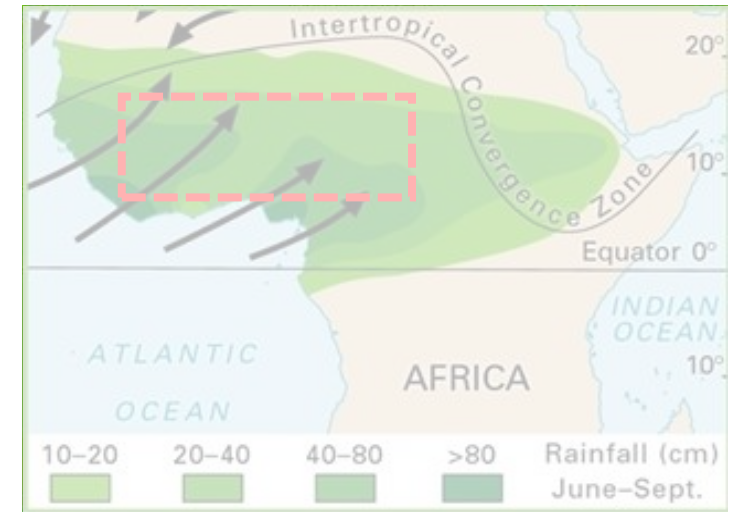 Intertropical Convergence Zone
20°
10°
Equator 0°
INDIAN
OCEAN
ATLANTIC
OCEAN
AFRICA
10°
10–20 20–40 40–80 >80 Rainfall (cm)
June–Sept.